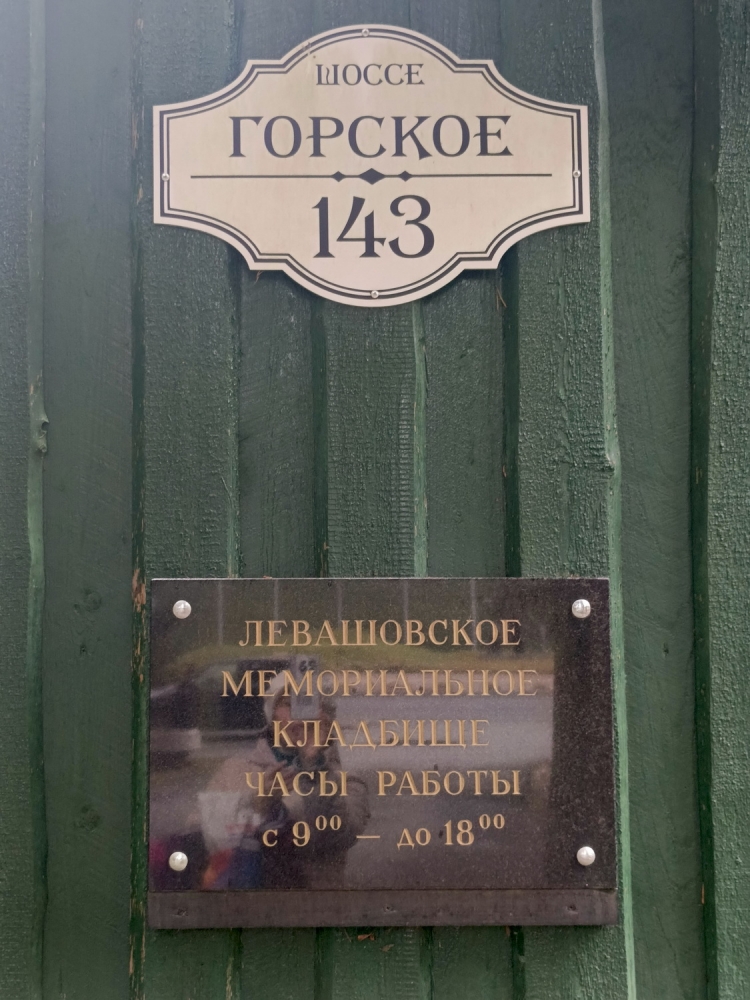 ШОССЕ
ГОРСКОЕ
143
ЛЕВАШОВСКОЕ
МЕМОРИАЛЬНОЕ
КЛАДБИЩЕ
ЧАСЫ РАБОТЫ
с 9⁰⁰ — до 18⁰⁰